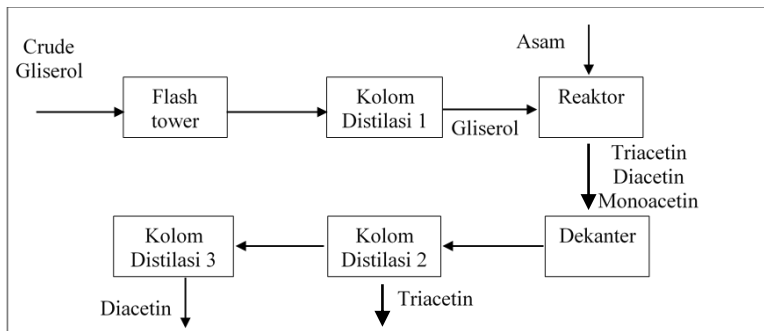 Crude
Gliserol
Flash
tower
Kolom
Distilasi 1
Gliserol
Asam
Reaktor
Triacetin
Diacetin
Monoacetin
Dekanter
Kolom
Distilasi 2
Triacetin
Kolom
Distilasi 3
Diacetin